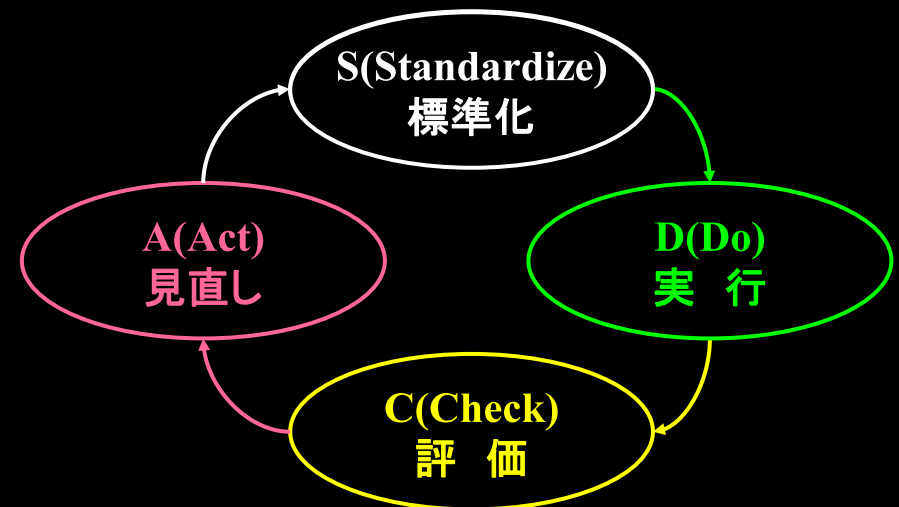 S(Standardize)
標準化
D(Do)
実　行
C(Check)
評　価
A(Act)
見直し